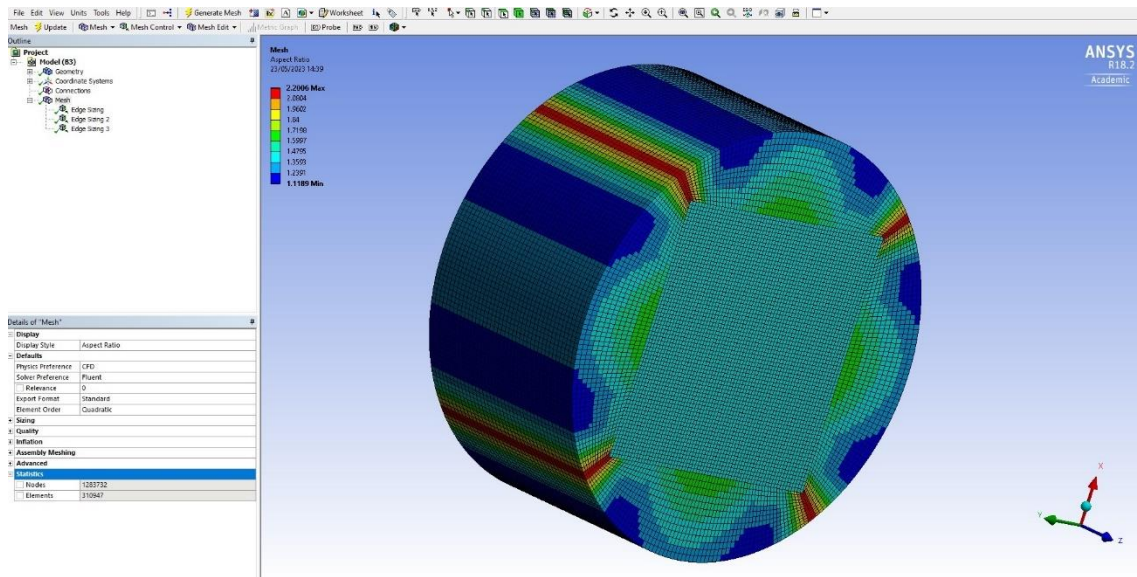 File Edit View Units Tools Help Generate Mesh Worksheet
Mesh Update Mesh Mesh Control Mesh Edit Metric Graph Probe
Outline
Project
Model (B3)
Geometry
Coordinate Systems
Connections
Mesh
Edge Sizing
Edge Sizing 2
Edge Sizing 3
Details of "Mesh"
Display
Display Style Aspect Ratio
Defaults
Physics Preference CFD
Solver Preference Fluent
Relevance 0
Export Format Standard
Element Order Quadratic
Sizing
Quality
Inflation
Assembly Meshing
Advanced
Statistics
Nodes 1283732
Elements 310947
Mesh
Aspect Ratio
23/05/2023 14:39
2.2006 Max
2.0804
1.9602
1.84
1.7198
1.5997
1.4795
1.3593
1.2391
1.1189 Min
ANSYS
R18.2
Academic
X
Y
Z